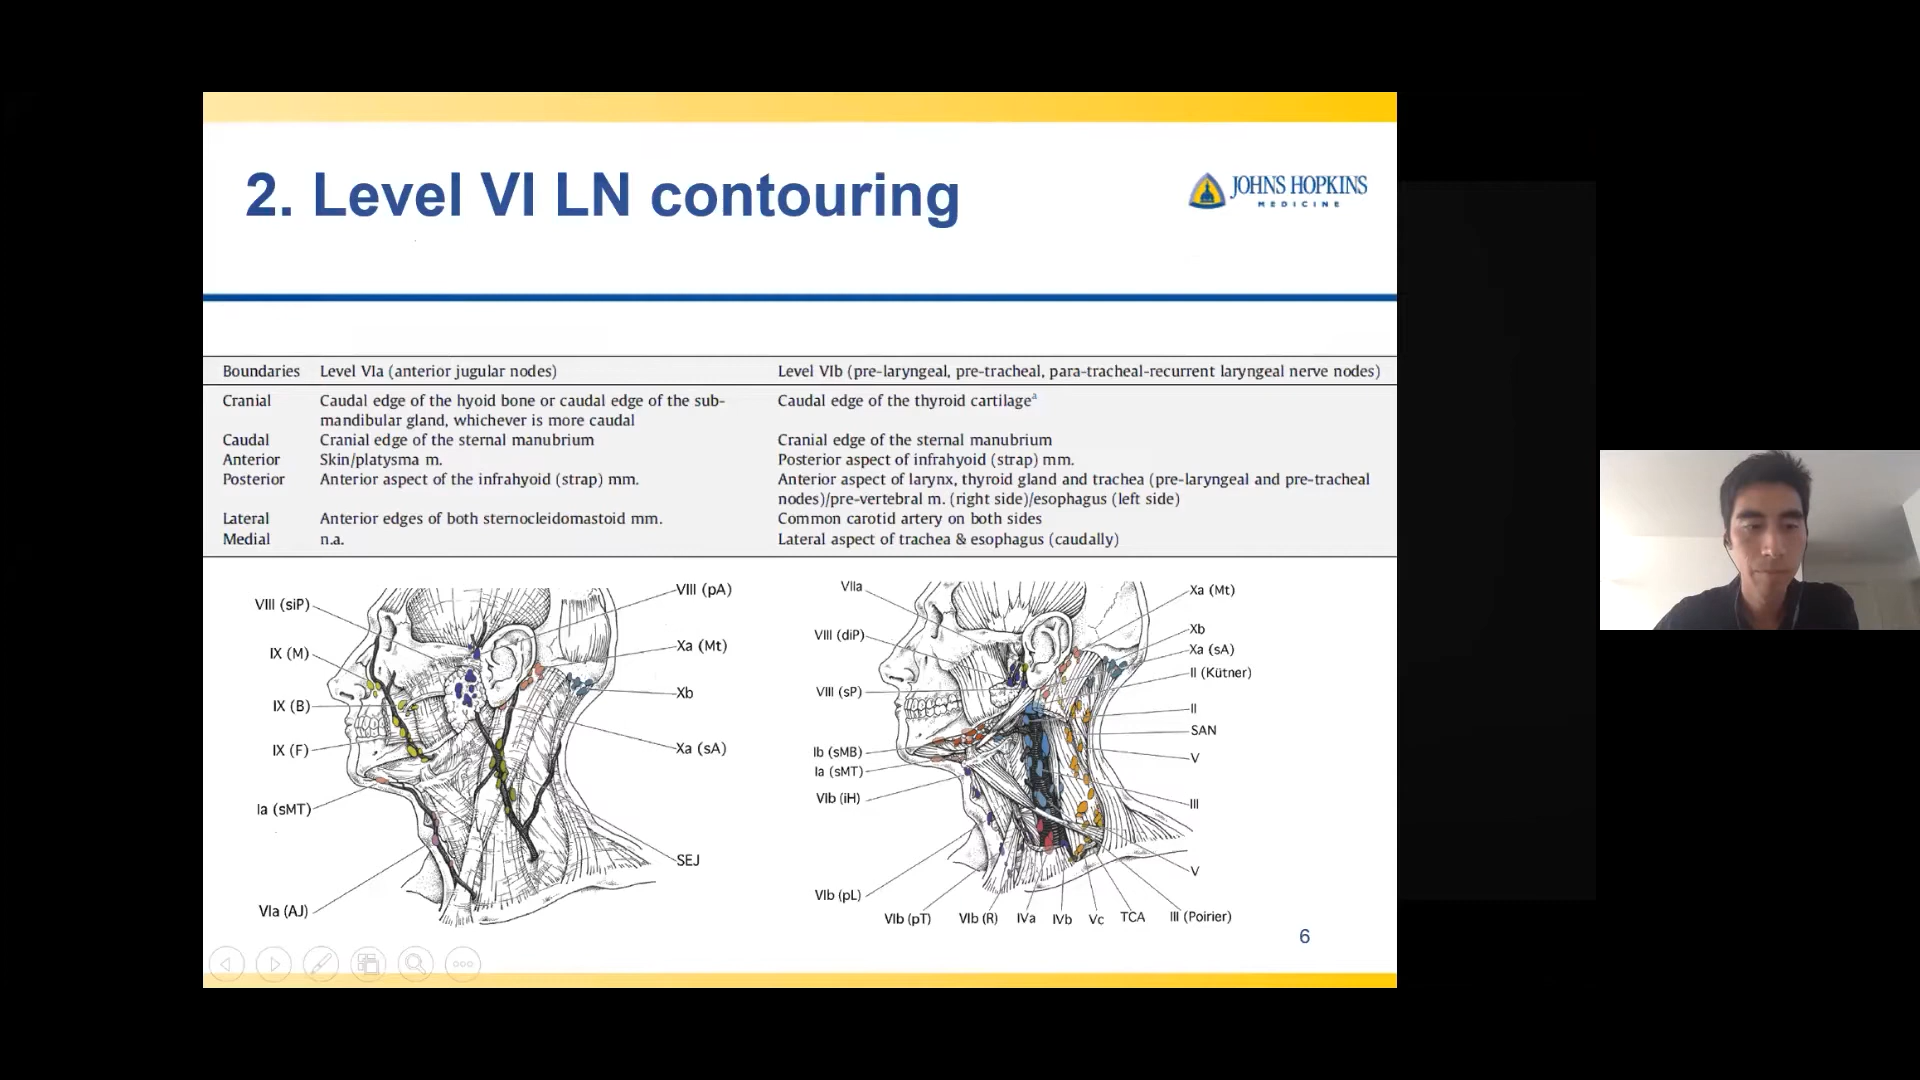 2. Level VI LN contouring
JOHNS HOPKINS
MEDICINE
Boundaries Level VIa (anterior jugular nodes) Level VIb (pre-laryngeal, pre-tracheal, para-tracheal-recurrent laryngeal nerve nodes)
Cranial Caudal edge of the hyoid bone or caudal edge of the sub- Caudal edge of the thyroid cartilageᵃ
mandibular gland, whichever is more caudal
Caudal Cranial edge of the sternal manubrium Cranial edge of the sternal manubrium
Anterior Skin/platysma m. Posterior aspect of infrahyoid (strap) mm.
Posterior Anterior aspect of the infrahyoid (strap) mm. Anterior aspect of larynx, thyroid gland and trachea (pre-laryngeal and pre-tracheal
nodes)/pre-vertebral m. (right side)/esophagus (left side)
Lateral Anterior edges of both sternocleidomastoid mm. Common carotid artery on both sides
Medial n.a. Lateral aspect of trachea & esophagus (caudally)
VIII (siP)
IX (M)
IX (B)
IX (F)
Ia (sMT)
VIa (AJ)
VIII (pA)
Xa (Mt)
Xb
Xa (sA)
SEJ
VIIa
VIII (diP)
VIII (sP)
Ib (sMB)
Ia (sMT)
VIb (iH)
VIb (pL)
VIb (pT) VIb (R) IVa IVb Vc TCA III (Poirier)
Xa (Mt)
Xb
Xa (sA)
II (Kütner)
II
SAN
V
III
V
6